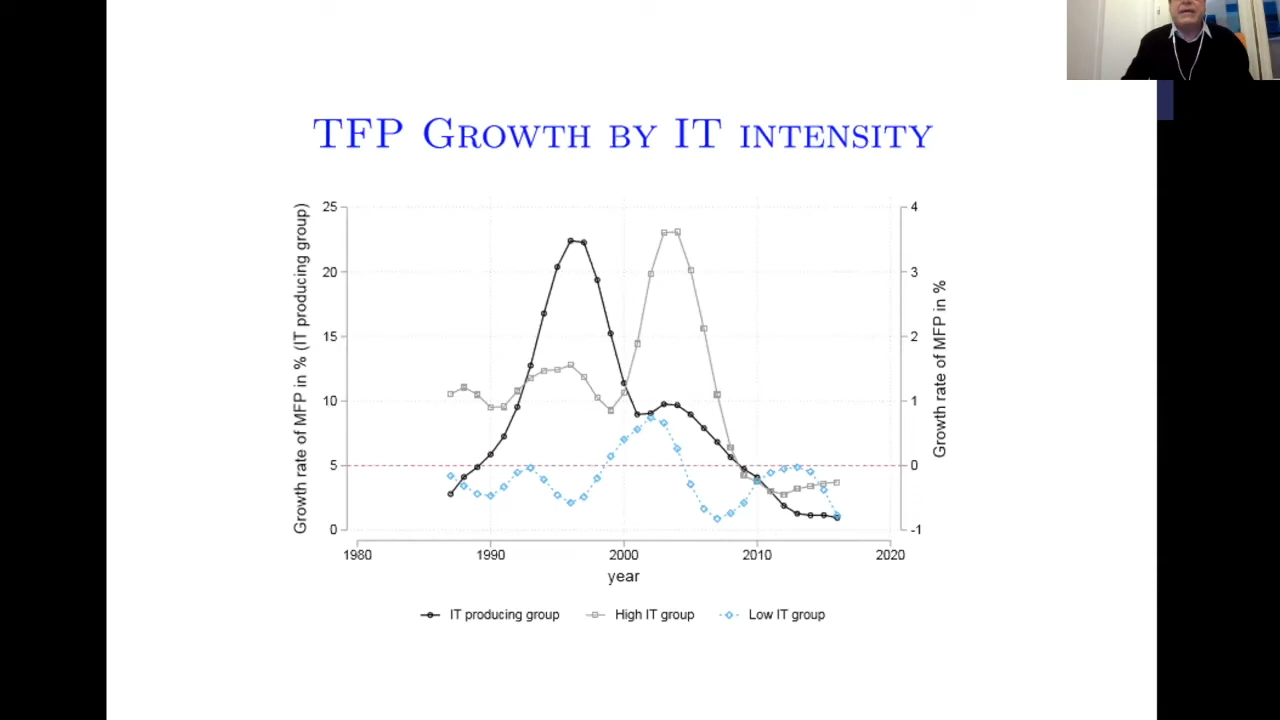 TFP Growth by IT intensity
Growth rate of MFP in % (IT producing group)
25
20
15
10
5
0
4
3
2
1
0
-1
Growth rate of MFP in %
1980 1990 2000 2010 2020
year
IT producing group High IT group Low IT group